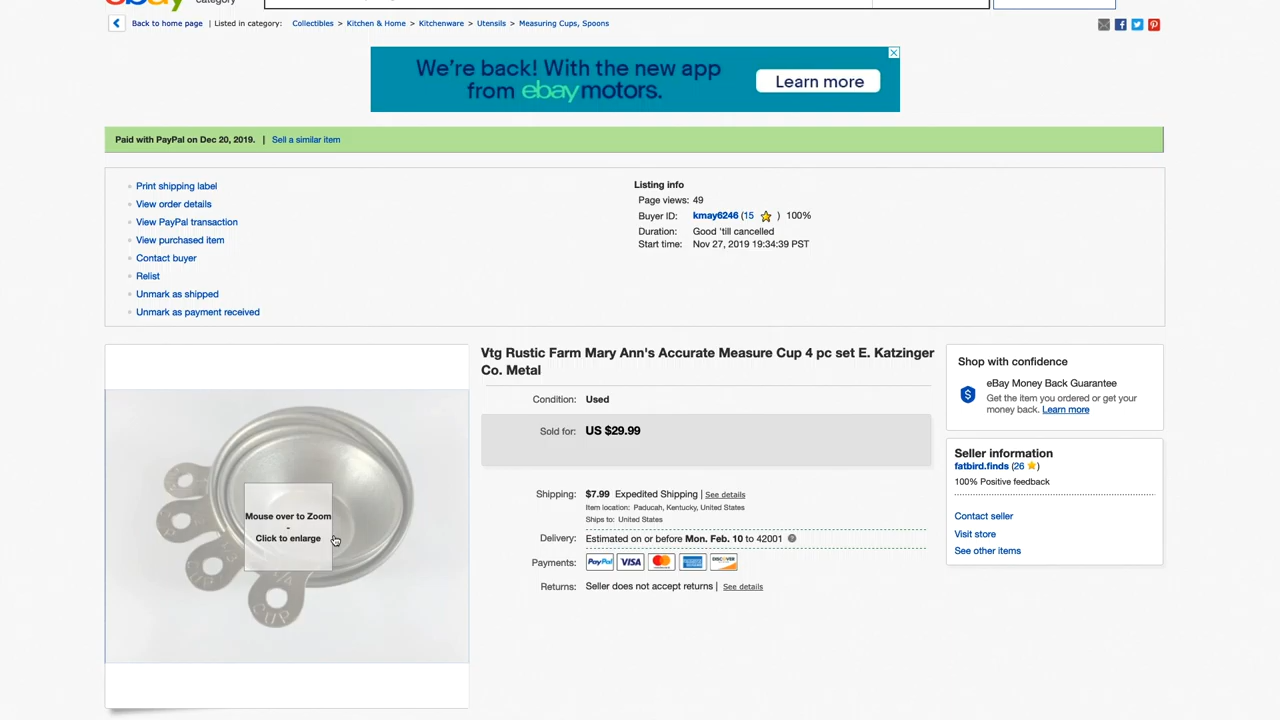 ebay
category
Back to home page | Listed in category: Collectibles > Kitchen & Home > Kitchenware > Utensils > Measuring Cups, Spoons
We're back! With the new app
from ebay motors.
Learn more
Paid with PayPal on Dec 20, 2019. | Sell a similar item
Print shipping label
View order details
View PayPal transaction
View purchased item
Contact buyer
Relist
Unmark as shipped
Unmark as payment received
Listing info
Page views: 49
Buyer ID: kmay6246 (15 ) 100%
Duration: Good 'till cancelled
Start time: Nov 27, 2019 19:34:39 PST
Mouse over to Zoom
-
Click to enlarge
CUP
Vtg Rustic Farm Mary Ann's Accurate Measure Cup 4 pc set E. Katzinger
Co. Metal
Condition: Used
Sold for: US $29.99
Shipping: $7.99 Expedited Shipping | See details
Item location: Paducah, Kentucky, United States
Ships to: United States
Delivery: Estimated on or before Mon. Feb. 10 to 42001
Payments: PayPal VISA DISCOVER
Returns: Seller does not accept returns | See details
Shop with confidence
eBay Money Back Guarantee
Get the item you ordered or get your
money back. Learn more
Seller information
fatbird.finds (26 )
100% Positive feedback
Contact seller
Visit store
See other items